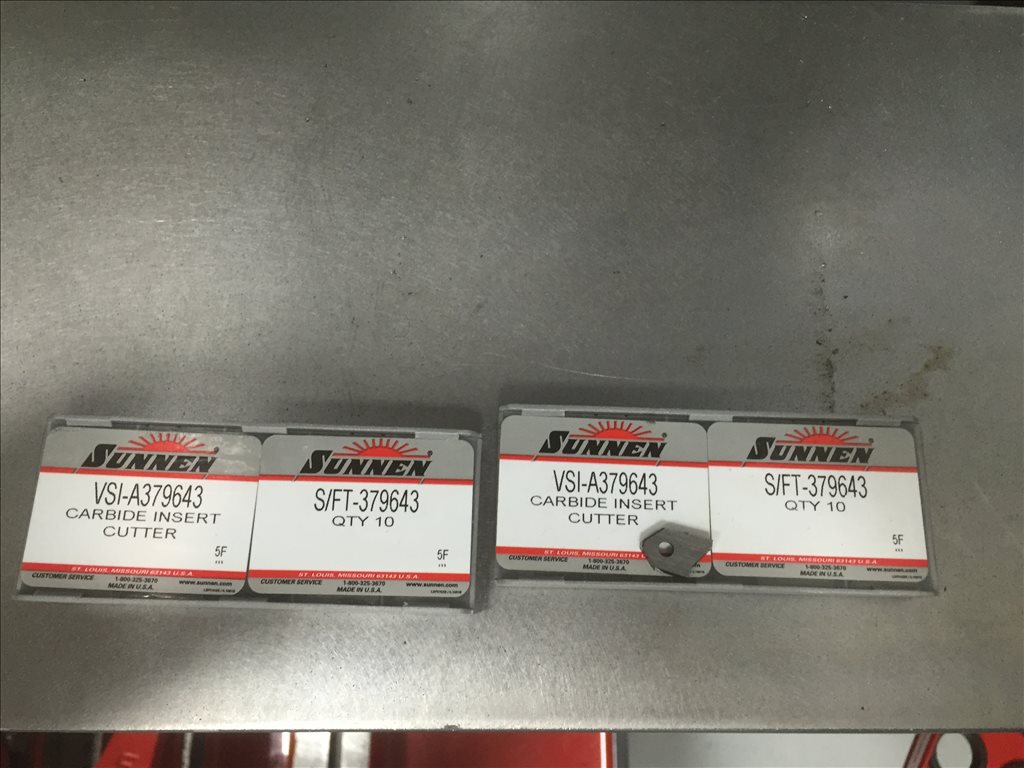 SUNNEN®
VSI-A379643
CARBIDE INSERT
CUTTER
5F
ST. LOUIS, MISSOURI 63143 U.S.A.
CUSTOMER SERVICE 1-800-325-3670 www.sunnen.com
MADE IN U.S.A.
SUNNEN®
S/FT-379643
QTY 10
5F
ST. LOUIS, MISSOURI 63143 U.S.A.
CUSTOMER SERVICE 1-800-325-3670 www.sunnen.com
MADE IN U.S.A.
SUNNEN®
VSI-A379643
CARBIDE INSERT
CUTTER
ST. LOUIS, MISSOURI 63143
CUSTOMER SERVICE 1-800-325-3670
MADE IN U.S.A.
SUNNEN®
S/FT-379643
QTY 10
5F
ST. LOUIS, MISSOURI 63143 U.S.A.
CUSTOMER SERVICE 1-800-325-3670 www.sunnen.com
MADE IN U.S.A.